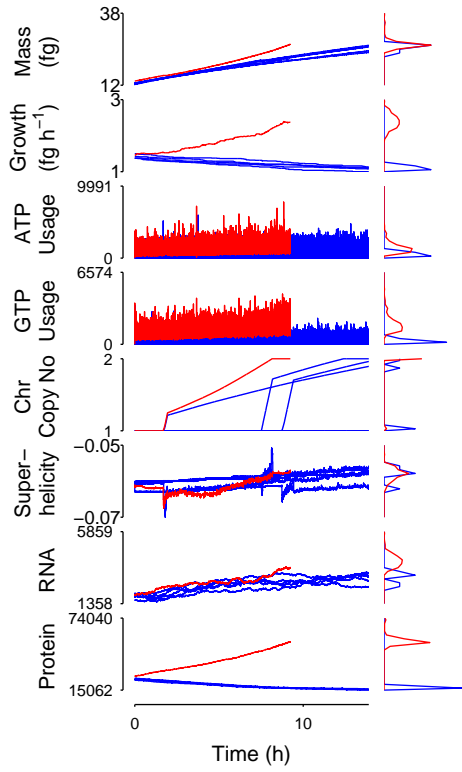 38
Mass
(fg)
12
3
Growth
(fg h⁻¹)
1
9991
ATP
Usage
0
6574
GTP
Usage
0
2
Chr
Copy No
1
−0.05
Super−
helicity
−0.07
5859
RNA
1358
74040
Protein
15062
0 10
Time (h)